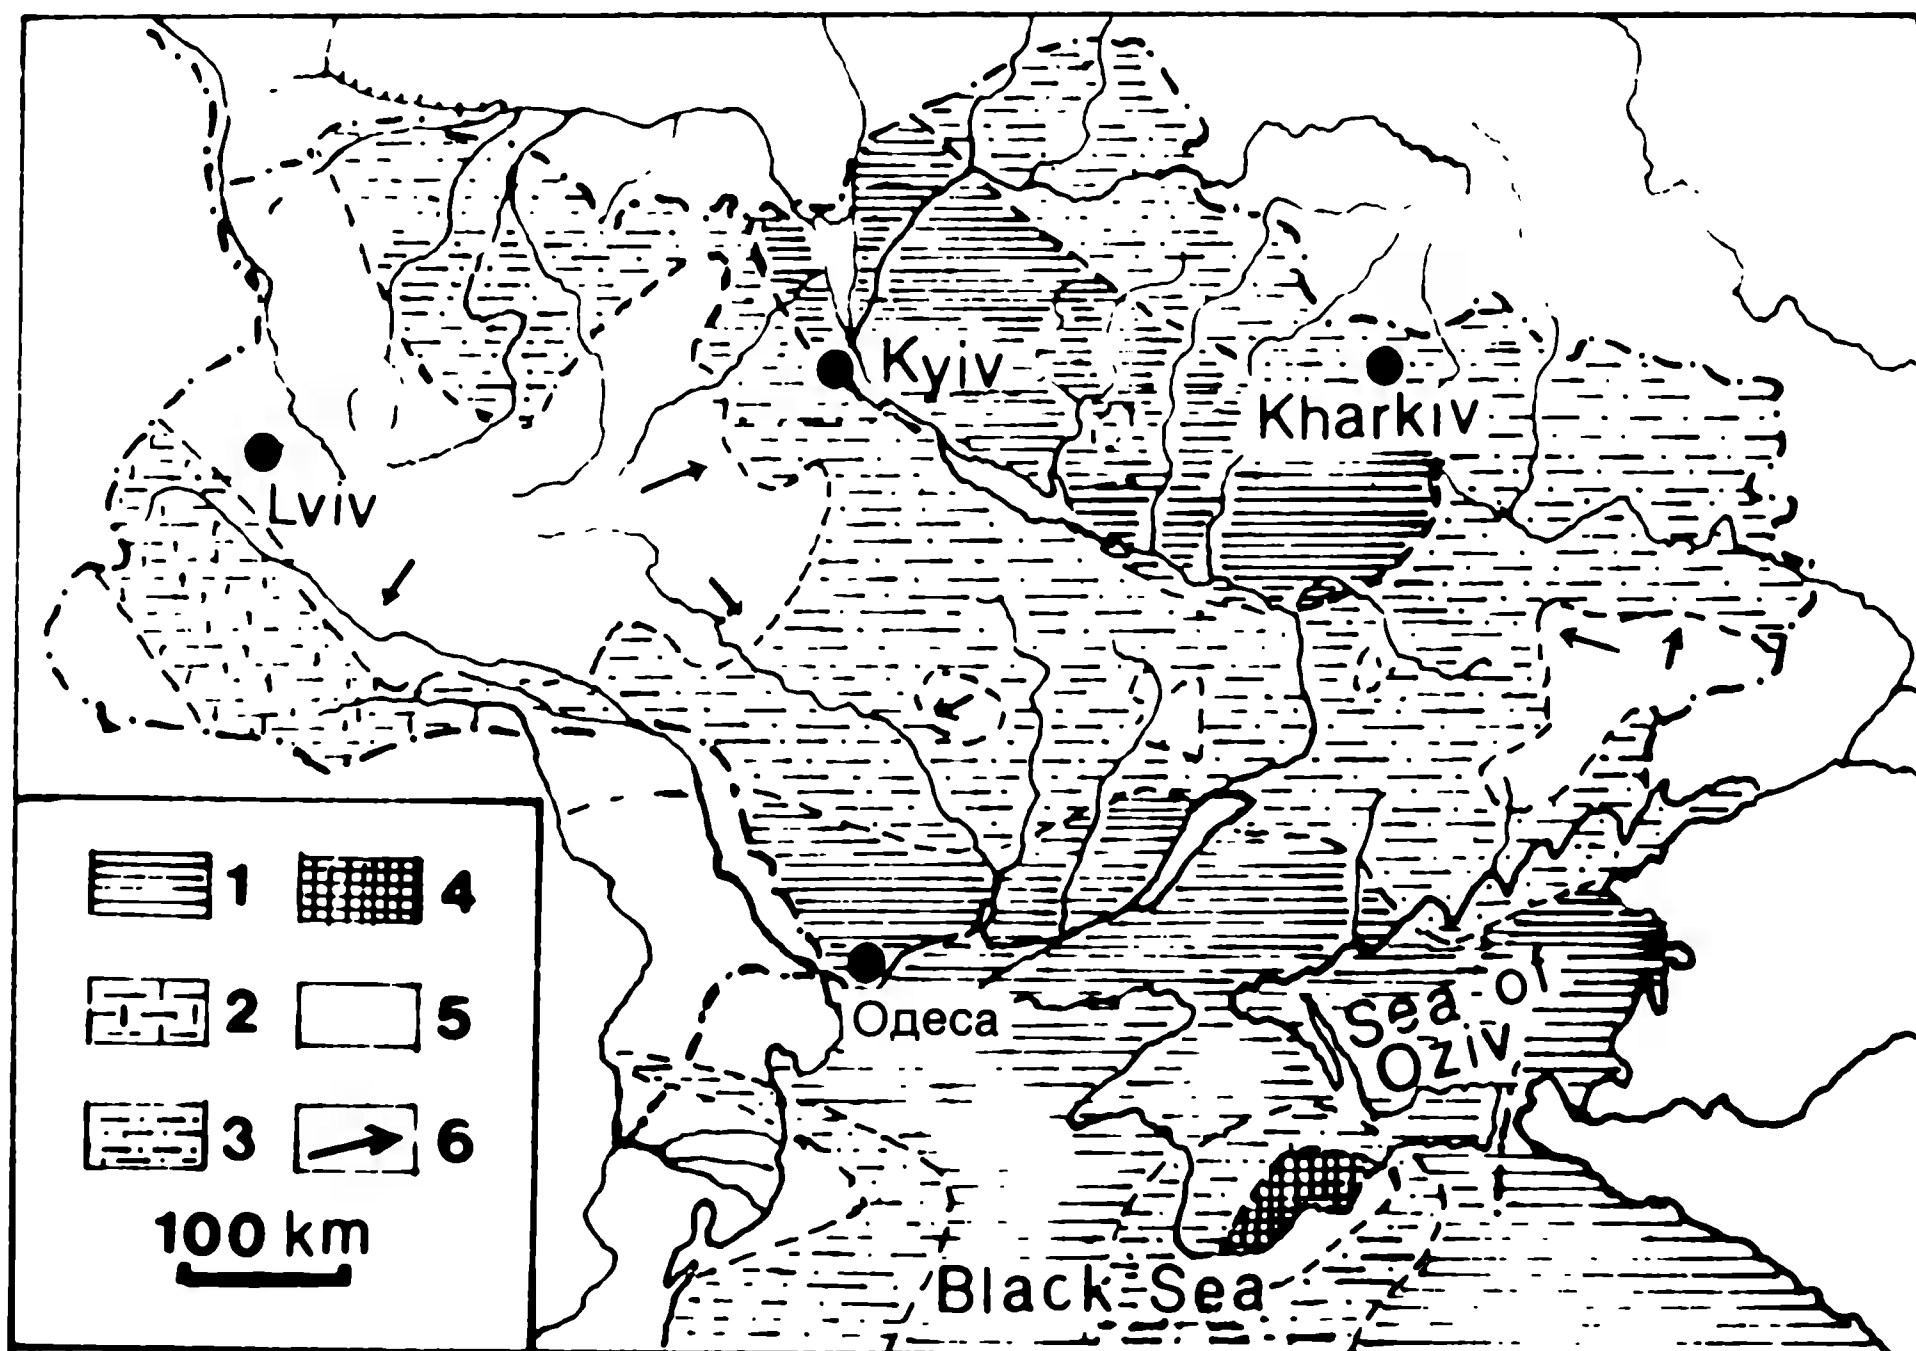 Kyiv
Kharkiv
Lviv
Одеса
Sea of
Oziv
Black Sea
1
4
2
5
3
6
100 km